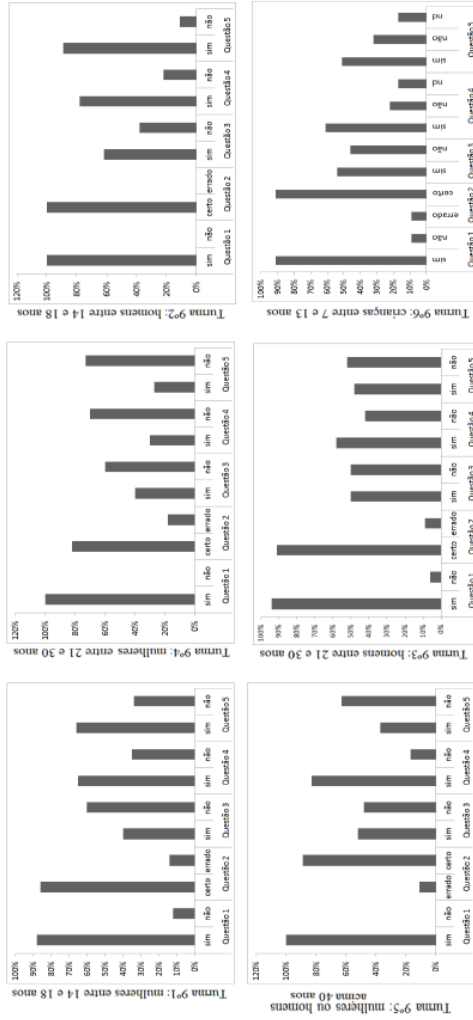 Turma 9º1: mulheres entre 14 e 18 anos
100%
90%
80%
70%
60%
50%
40%
30%
20%
10%
0%
sim não certo errado sim não sim não sim não
Questão 1 Questão 2 Questão 3 Questão 4 Questão 5
Turma 9º4: mulheres entre 21 e 30 anos
120%
100%
80%
60%
40%
20%
0%
sim não certo errado sim não sim não sim não
Questão 1 Questão 2 Questão 3 Questão 4 Questão 5
Turma 9º2: homens entre 14 e 18 anos
120%
100%
80%
60%
40%
20%
0%
sim não certo errado sim não sim não sim não
Questão 1 Questão 2 Questão 3 Questão 4 Questão 5
Turma 9º5: mulheres ou homens
acima 40 anos
120%
100%
80%
60%
40%
20%
0%
sim não errado certo sim não sim não sim não
Questão 1 Questão 2 Questão 3 Questão 4 Questão 5
Turma 9º3: homens entre 21 e 30 anos
100%
90%
80%
70%
60%
50%
40%
30%
20%
10%
0%
sim não certo errado sim não sim não sim não
Questão 1 Questão 2 Questão 3 Questão 4 Questão 5
Turma 9º6: crianças entre 7 e 13 anos
100%
90%
80%
70%
60%
50%
40%
30%
20%
10%
0%
sim não errado certo sim não sim não nd sim não nd
Questão 1 Questão 2 Questão 3 Questão 4 Questão 5